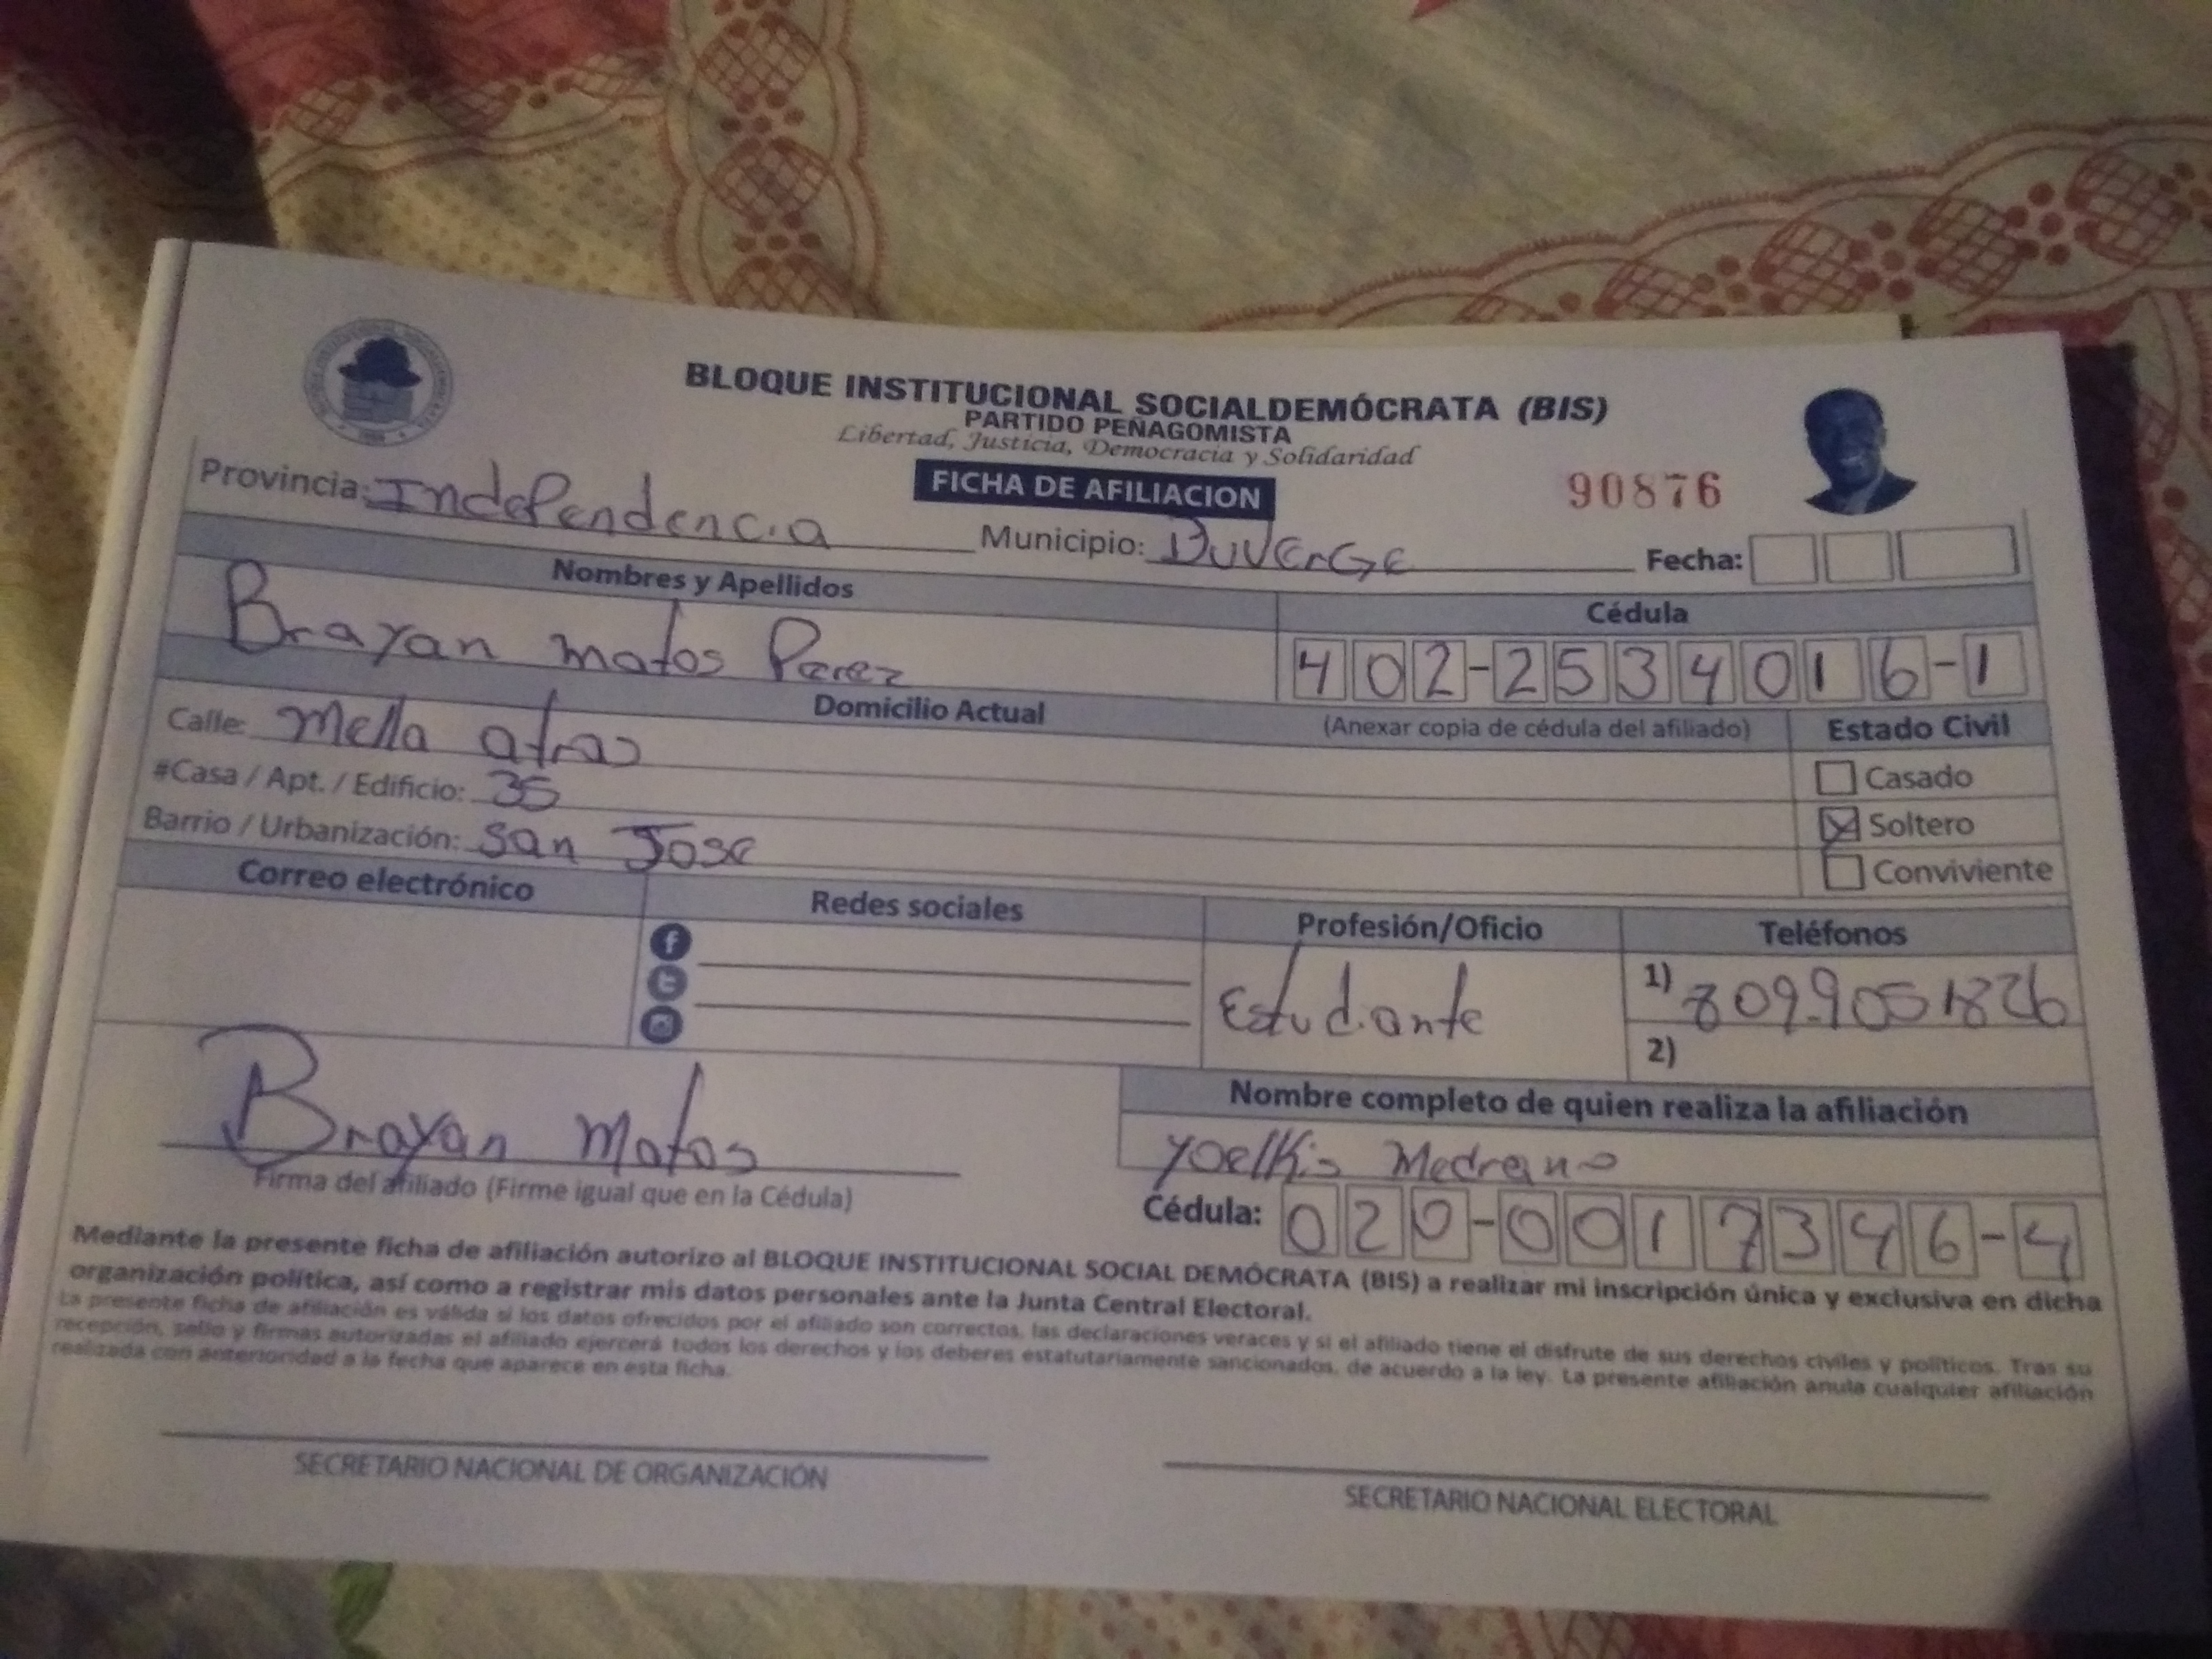 BLOQUE INSTITUCIONAL SOCIALDEMÓCRATA (BIS)
PARTIDO PEÑAGOMISTA
Libertad, Justicia, Democracia y Solidaridad
FICHA DE AFILIACION
90876
Provincia: Independencia Municipio: Duverge Fecha:
Nombres y Apellidos Cédula
Brayan matos Perez 402-2534016-1
Domicilio Actual (Anexar copia de cédula del afiliado) Estado Civil
Calle: mella atras
Casado
#Casa / Apt. / Edificio: 35
Soltero
Barrio / Urbanización: San Jose
Conviviente
Correo electrónico Redes sociales Profesión/Oficio Teléfonos
Estudiante 1) 809.9051826
2)
Nombre completo de quien realiza la afiliación
Brayan matos Yoelkis Medrano
Firma del afiliado (Firme igual que en la Cédula) Cédula: 020-0017346-4
Mediante la presente ficha de afiliación autorizo al BLOQUE INSTITUCIONAL SOCIAL DEMÓCRATA (BIS) a realizar mi inscripción única y exclusiva en dicha
organización política, así como a registrar mis datos personales ante la Junta Central Electoral.
La presente ficha de afiliación es válida si los datos ofrecidos por el afiliado son correctos, las declaraciones veraces y si el afiliado tiene el disfrute de sus derechos civiles y políticos. Tras su
recepción, sello y firmas autorizadas el afiliado ejercerá todos los derechos y los deberes estatutariamente sancionados, de acuerdo a la ley. La presente afiliación anula cualquier afiliación
realizada con anterioridad a la fecha que aparece en esta ficha.
SECRETARIO NACIONAL DE ORGANIZACIÓN SECRETARIO NACIONAL ELECTORAL